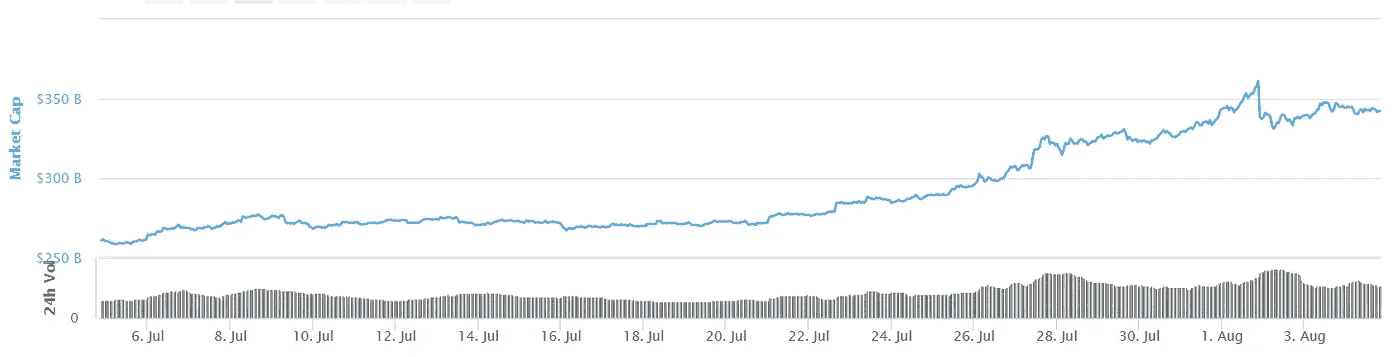 $350 B
$300 B
$250 B
Market Cap
24h Vol
0
6. Jul 8. Jul 10. Jul 12. Jul 14. Jul 16. Jul 18. Jul 20. Jul 22. Jul 24. Jul 26. Jul 28. Jul 30. Jul 1. Aug 3. Aug